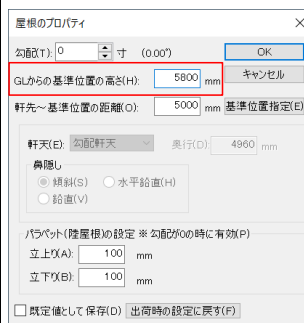 屋根のプロパティ
勾配(T): 0 寸 (0.00°) OK
GLからの基準位置の高さ(H): 5800 mm キャンセル
軒先～基準位置の距離(O): 5000 mm 基準位置指定(E)
軒天(E): 勾配軒天 奥行(D): 4960 mm
鼻隠し
傾斜(S) 水平鉛直(H)
鉛直(V)
パラペット(陸屋根)の設定 ※勾配が0の時に有効(P)
立上り(A): 100 mm
立下り(B): 100 mm
既定値として保存(D) 出荷時の設定に戻す(F)